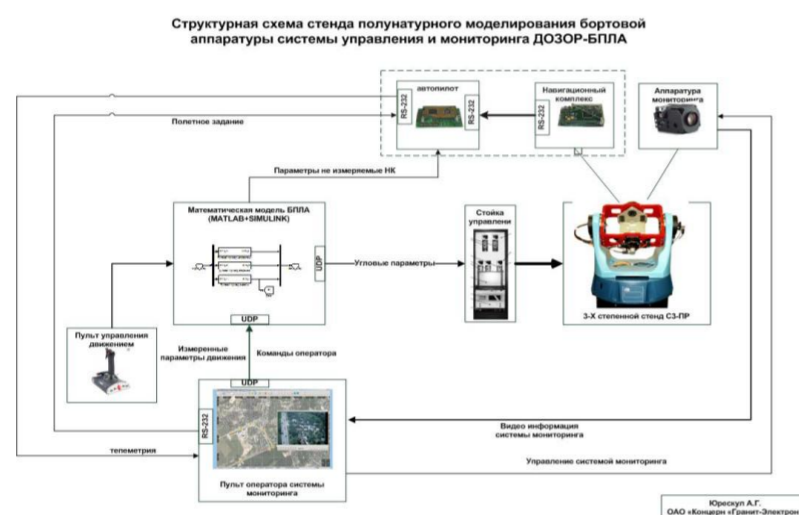 Структурная схема стенда полунатурного моделирования бортовой
аппаратуры системы управления и мониторинга ДОЗОР-БПЛА
автопилот
RS-232
RS-232
Навигационный
комплекс
RS-232
Аппаратура
мониторинга
Полетное задание
Параметры не измеряемые НК
Математическая модель БПЛА
(MATLAB+SIMULINK)
UDP
UDP
Угловые параметры
Стойка
управлени
3-Х степенной стенд С3-ПР
Пульт управления
движением
Измеренные
параметры движения
Команды оператора
UDP
RS-232
Пульт оператора системы
мониторинга
телеметрия
Видео информация
системы мониторинга
Управление системой мониторинга
Юрескул А.Г.
ОАО «Концерн «Гранит-Электрон